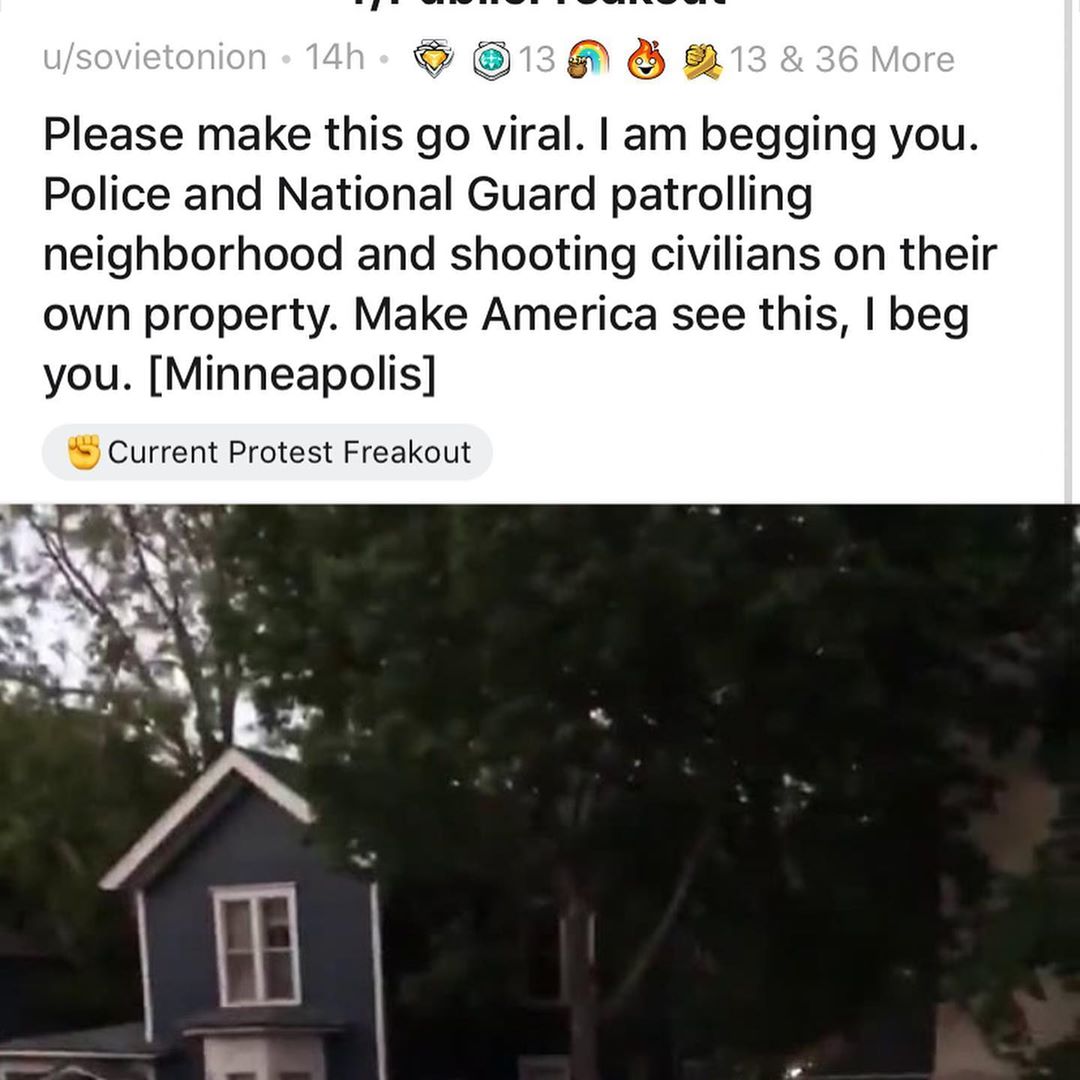 r/PublicFreakout
u/sovietonion • 14h • 13 13 & 36 More
Please make this go viral. I am begging you.
Police and National Guard patrolling
neighborhood and shooting civilians on their
own property. Make America see this, I beg
you. [Minneapolis]
Current Protest Freakout